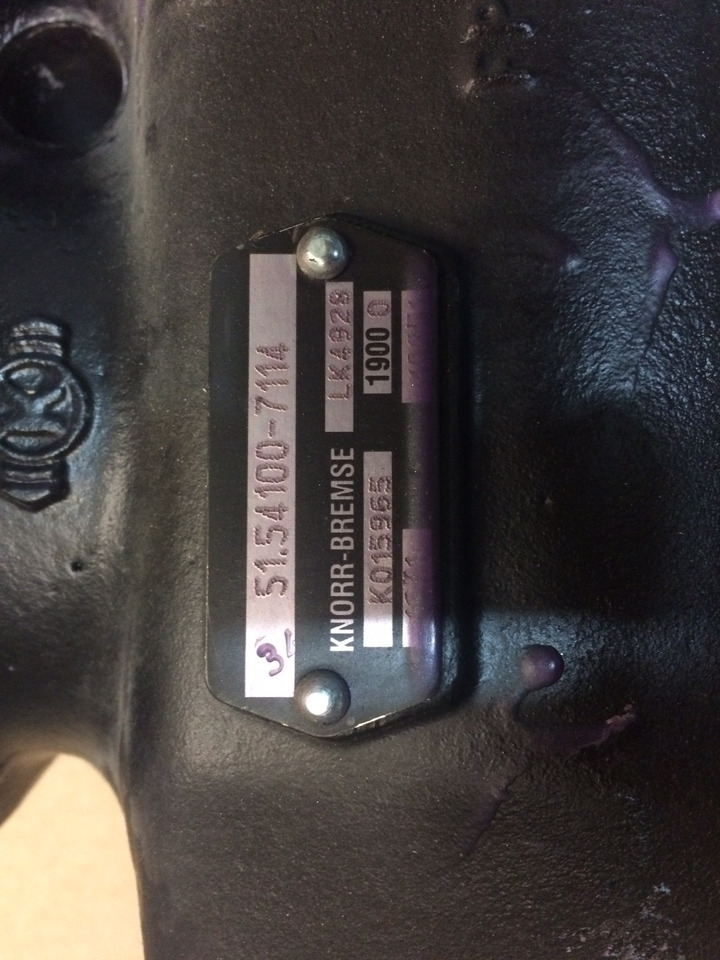 51.54100-7114
KNORR-BREMSE LK4928
K015965 1900 0